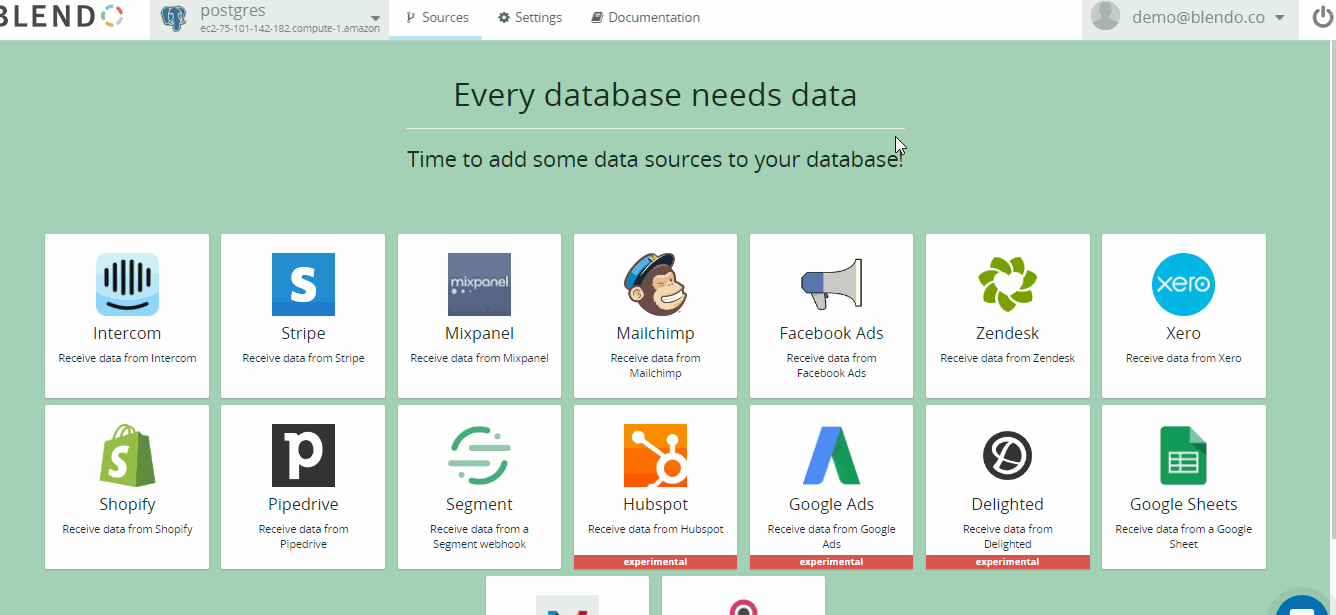 BLENDO
postgres
ec2-75-101-142-182.compute-1.amazon
Sources
Settings
Documentation
demo@blendo.co
Every database needs data
Time to add some data sources to your database!
Intercom
Receive data from Intercom
S
Stripe
Receive data from Stripe
mixpanel
Mixpanel
Receive data from Mixpanel
Mailchimp
Receive data from
Mailchimp
Facebook Ads
Receive data from
Facebook Ads
Zendesk
Receive data from Zendesk
xero
Xero
Receive data from Xero
S
Shopify
Receive data from Shopify
p
Pipedrive
Receive data from
Pipedrive
Segment
Receive data from a
Segment webhook
Hubspot
Receive data from Hubspot
experimental
Google Ads
Receive data from Google
Ads
experimental
Delighted
Receive data from
Delighted
experimental
Google Sheets
Receive data from a Google
Sheet